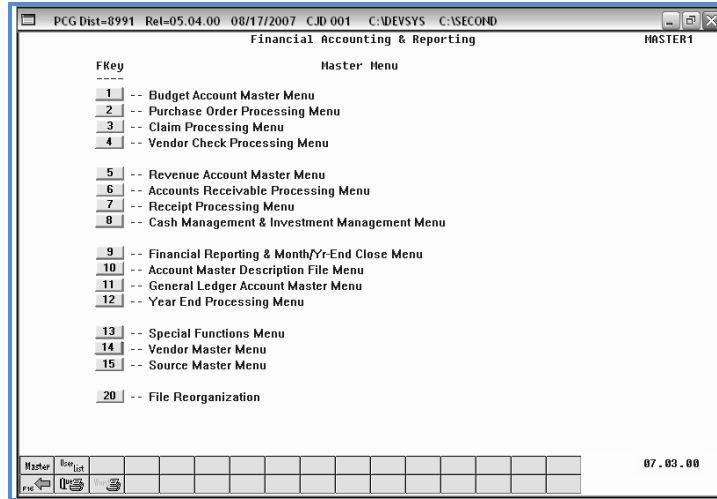 PCG Dist=8991 Rel=05.04.00 08/17/2007 CJD 001 C:\DEVSYS C:\SECOND
Financial Accounting & Reporting MASTER1
FKey Master Menu
----
1 -- Budget Account Master Menu
2 -- Purchase Order Processing Menu
3 -- Claim Processing Menu
4 -- Vendor Check Processing Menu
5 -- Revenue Account Master Menu
6 -- Accounts Receivable Processing Menu
7 -- Receipt Processing Menu
8 -- Cash Management & Investment Management Menu
9 -- Financial Reporting & Month/Yr-End Close Menu
10 -- Account Master Description File Menu
11 -- General Ledger Account Master Menu
12 -- Year End Processing Menu
13 -- Special Functions Menu
14 -- Vendor Master Menu
15 -- Source Master Menu
20 -- File Reorganization
Master User List 07.03.00
F16 Que